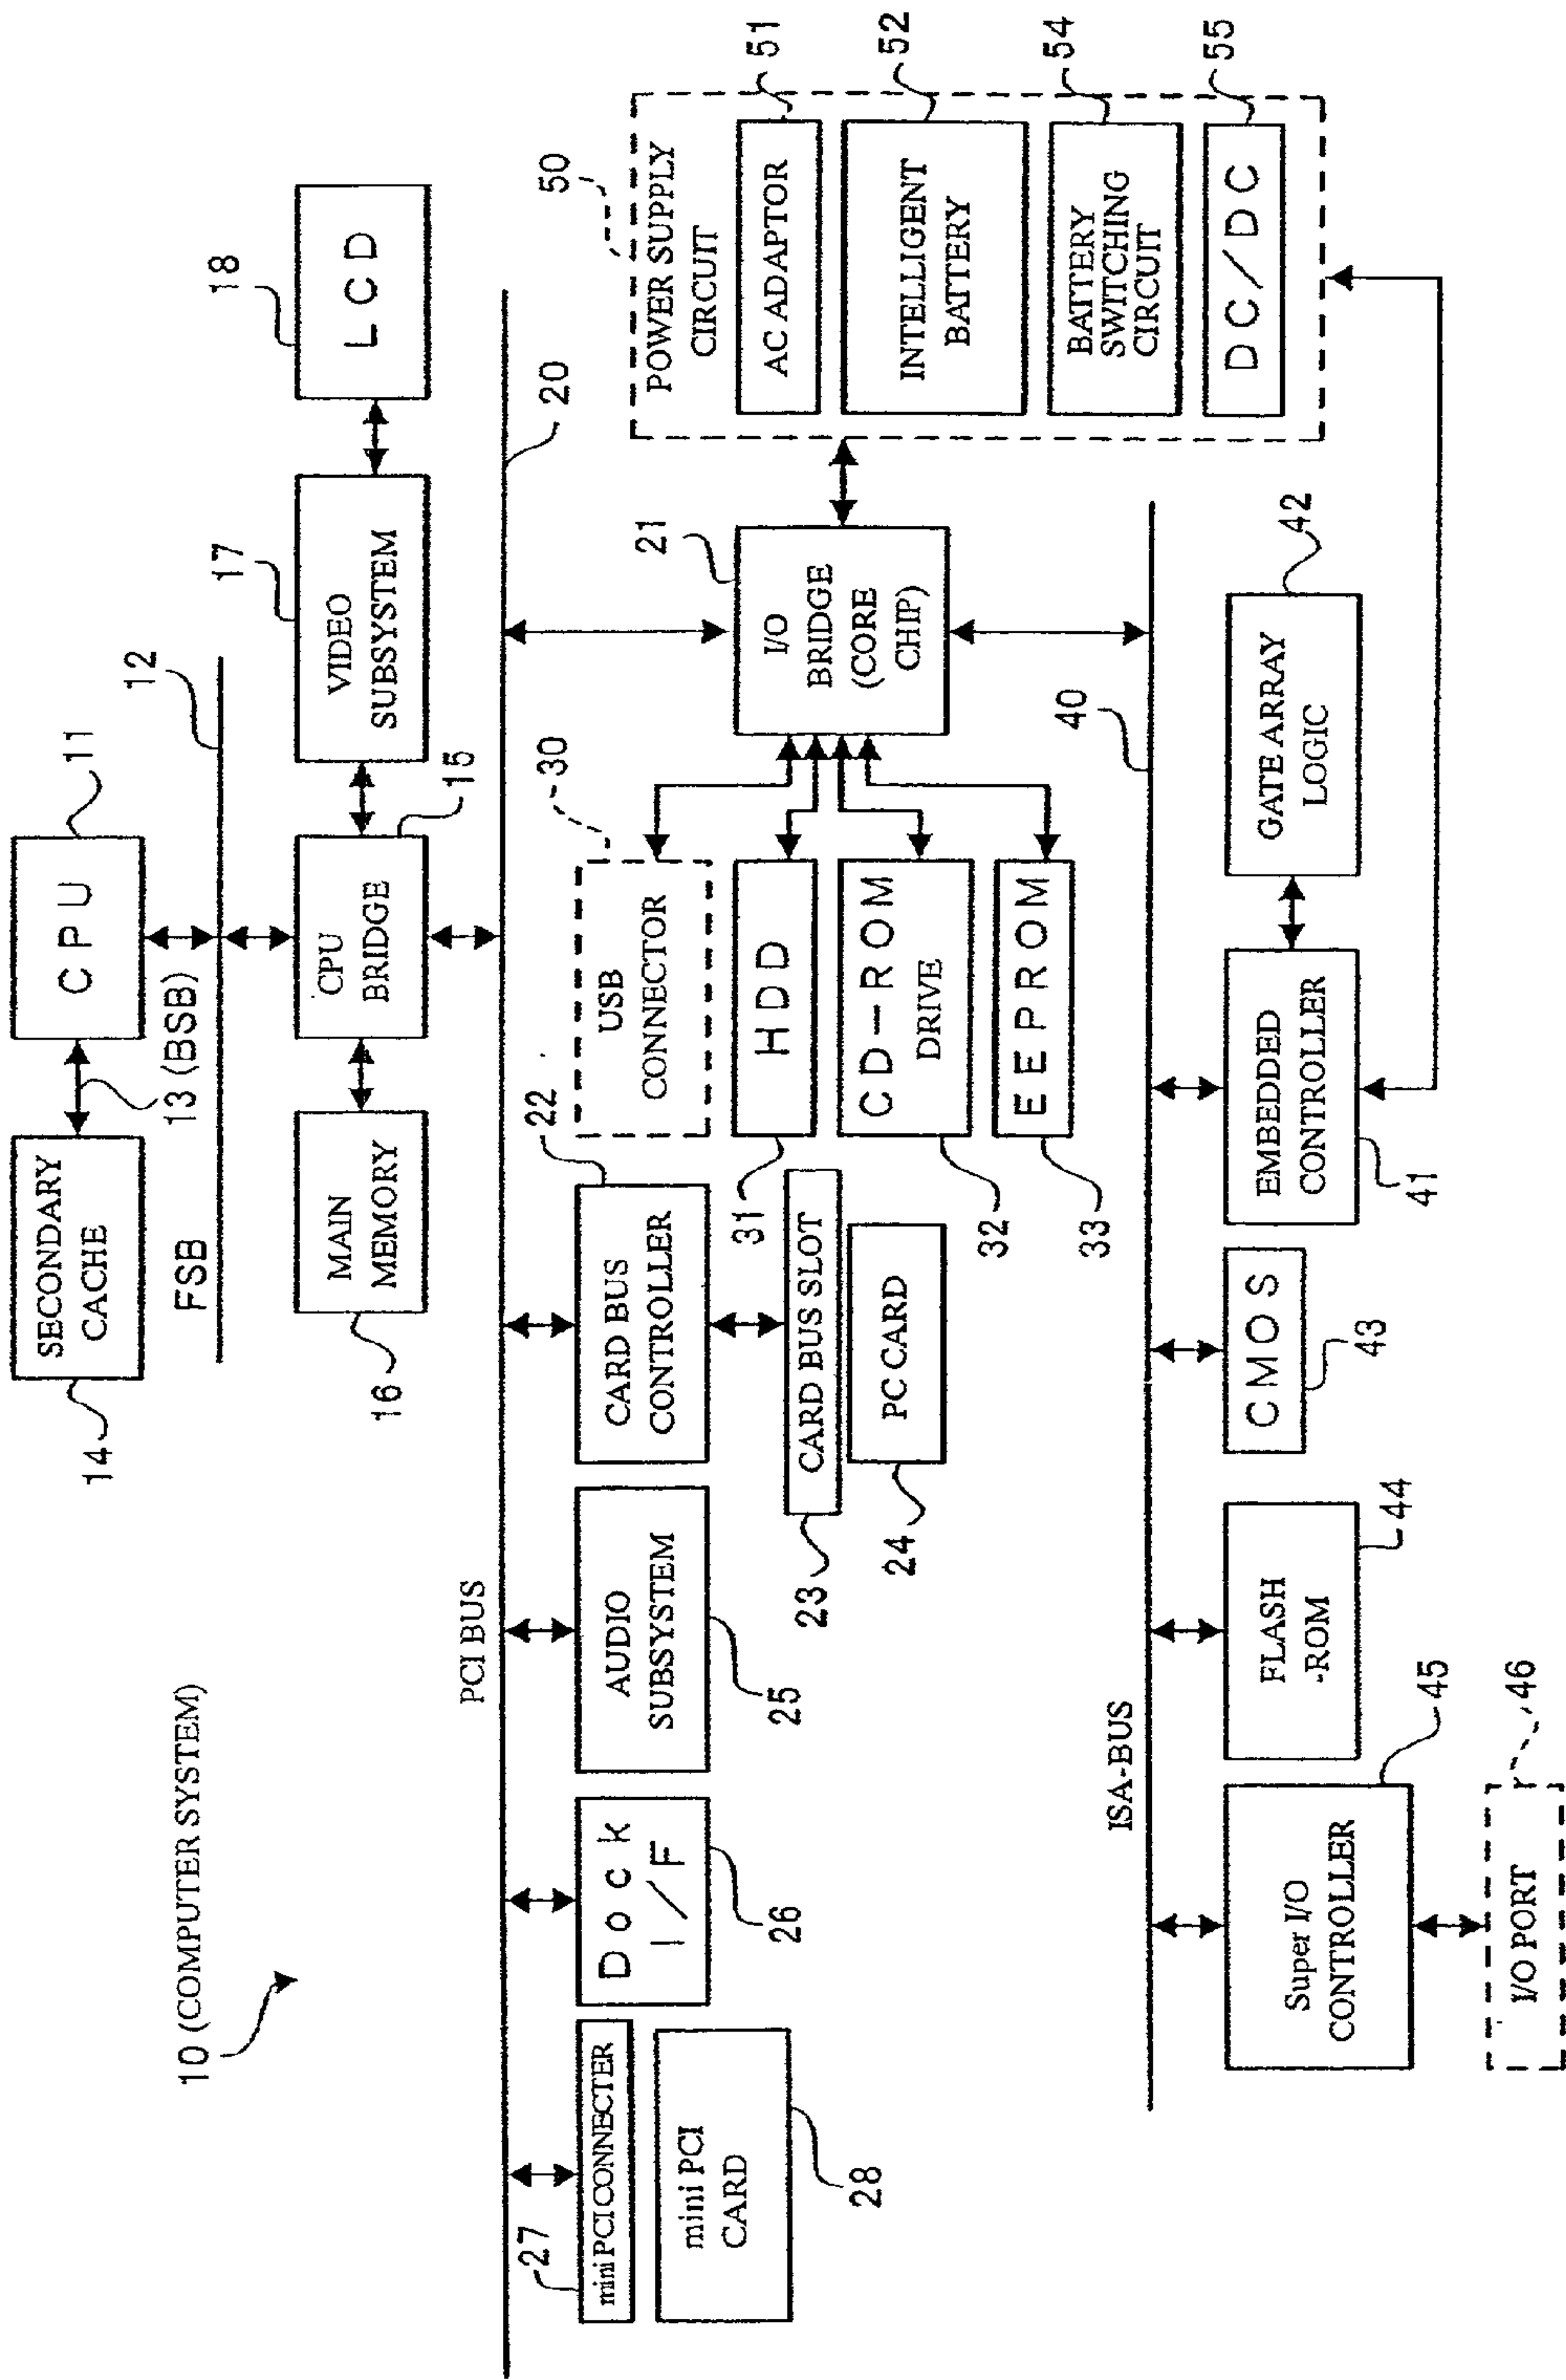 10 (COMPUTER SYSTEM)
14
SECONDARY
CACHE
13 (BSB)
CPU
11
FSB
12
16
MAIN
MEMORY
CPU
BRIDGE
15
17
VIDEO
SUBSYSTEM
18
LCD
PCI BUS
20
27
mini PCI CONNECTER
mini PCI
CARD
28
Dock
I/F
26
AUDIO
SUBSYSTEM
25
22
CARD BUS
CONTROLLER
CARD BUS SLOT
23
PC CARD
24
30
USB
CONNECTOR
HDD
31
CD-ROM
DRIVE
32
EEPROM
33
21
I/O
BRIDGE
(CORE
CHIP)
50
POWER SUPPLY
CIRCUIT
AC ADAPTOR
51
INTELLIGENT
BATTERY
52
BATTERY
SWITCHING
CIRCUIT
54
DC/DC
55
ISA-BUS
40
Super I/O
CONTROLLER
45
I/O PORT
46
FLASH
-ROM
44
CMOS
43
EMBEDDED
CONTROLLER
41
GATE ARRAY
LOGIC
42